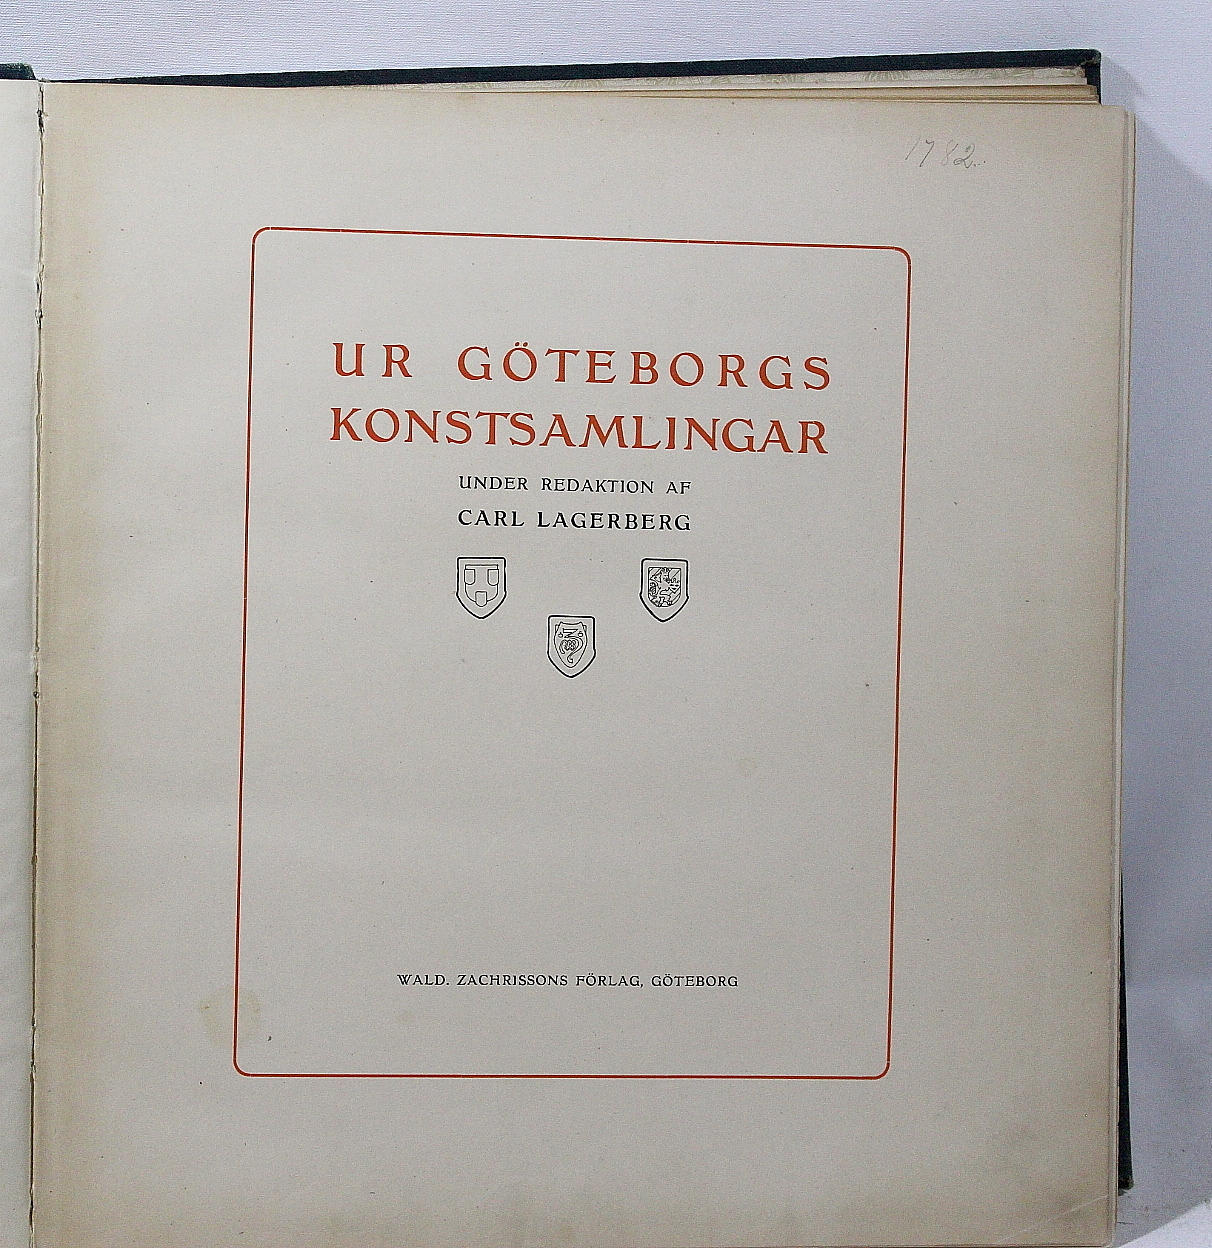 1782.
UR GÖTEBORGS
KONSTSAMLINGAR
UNDER REDAKTION AF
CARL LAGERBERG
WALD. ZACHRISSONS FÖRLAG, GÖTEBORG